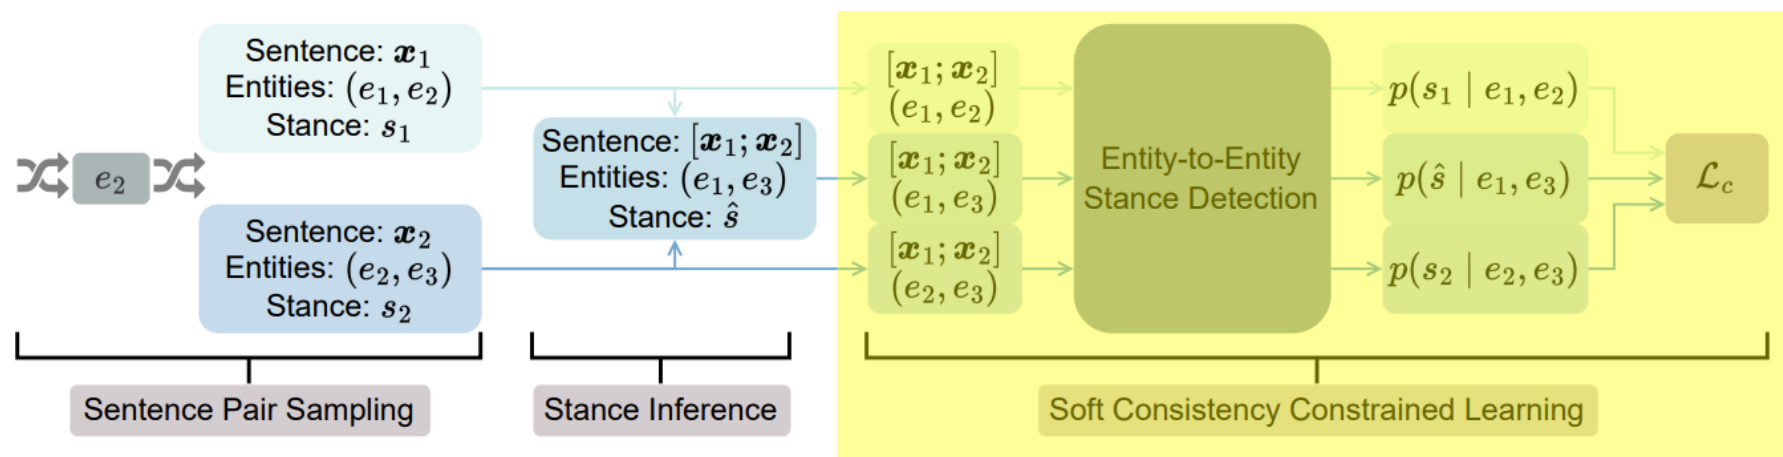 Sentence: x₁
Entities: (e₁, e₂)
Stance: s₁
e₂
Sentence: x₂
Entities: (e₂, e₃)
Stance: s₂
Sentence: [x₁; x₂]
Entities: (e₁, e₃)
Stance: ŝ
[x₁; x₂]
(e₁, e₂)
[x₁; x₂]
(e₁, e₃)
[x₁; x₂]
(e₂, e₃)
Entity-to-Entity
Stance Detection
p(s₁ | e₁, e₂)
p(ŝ | e₁, e₃)
p(s₂ | e₂, e₃)
ℒ_c
Sentence Pair Sampling
Stance Inference
Soft Consistency Constrained Learning